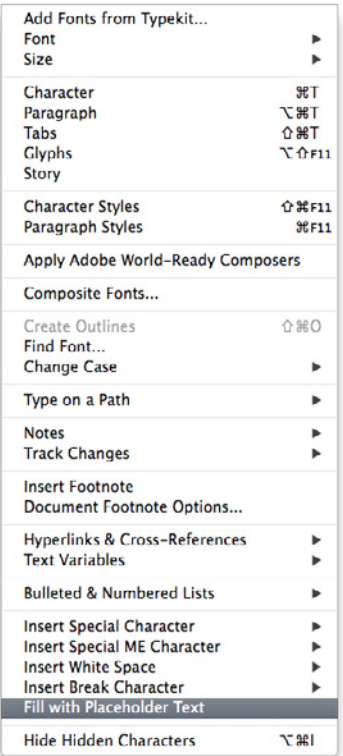 Add Fonts from Typekit...
Font ▶
Size ▶
Character ⌘T
Paragraph ⌥⌘T
Tabs ⇧⌘T
Glyphs ⌥⇧F11
Story
Character Styles ⇧⌘F11
Paragraph Styles ⌘F11
Apply Adobe World-Ready Composers
Composite Fonts...
Create Outlines ⇧⌘O
Find Font...
Change Case ▶
Type on a Path ▶
Notes ▶
Track Changes ▶
Insert Footnote
Document Footnote Options...
Hyperlinks & Cross-References ▶
Text Variables ▶
Bulleted & Numbered Lists ▶
Insert Special Character ▶
Insert Special ME Character ▶
Insert White Space ▶
Insert Break Character ▶
Fill with Placeholder Text
Hide Hidden Characters ⌥⌘I